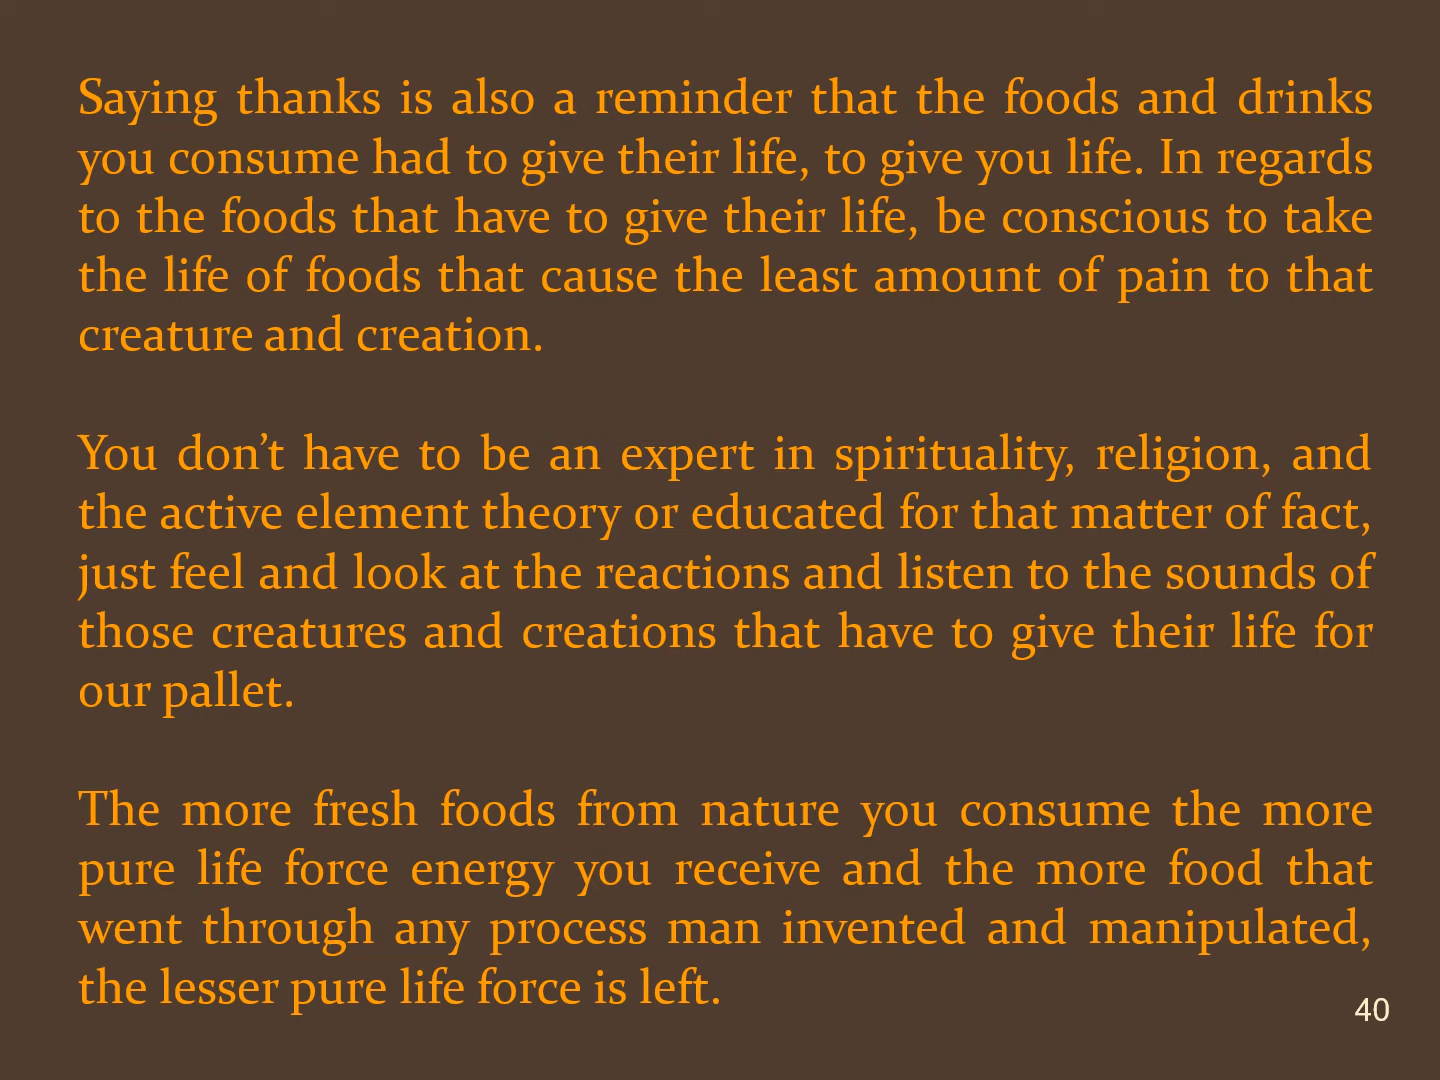 Saying thanks is also a reminder that the foods and drinks
you consume had to give their life, to give you life. In regards
to the foods that have to give their life, be conscious to take
the life of foods that cause the least amount of pain to that
creature and creation.
You don’t have to be an expert in spirituality, religion, and
the active element theory or educated for that matter of fact,
just feel and look at the reactions and listen to the sounds of
those creatures and creations that have to give their life for
our pallet.
The more fresh foods from nature you consume the more
pure life force energy you receive and the more food that
went through any process man invented and manipulated,
the lesser pure life force is left.
40